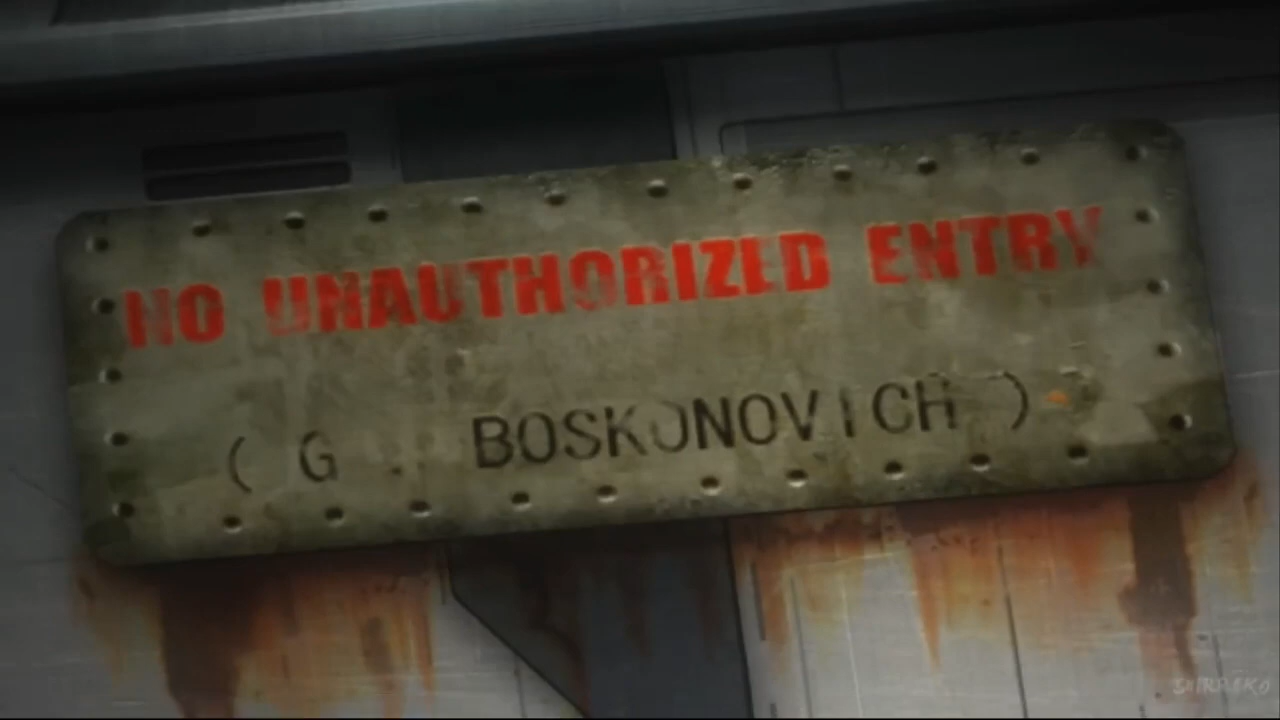 NO UNAUTHORIZED ENTRY
( G . BOSKONOVICH )